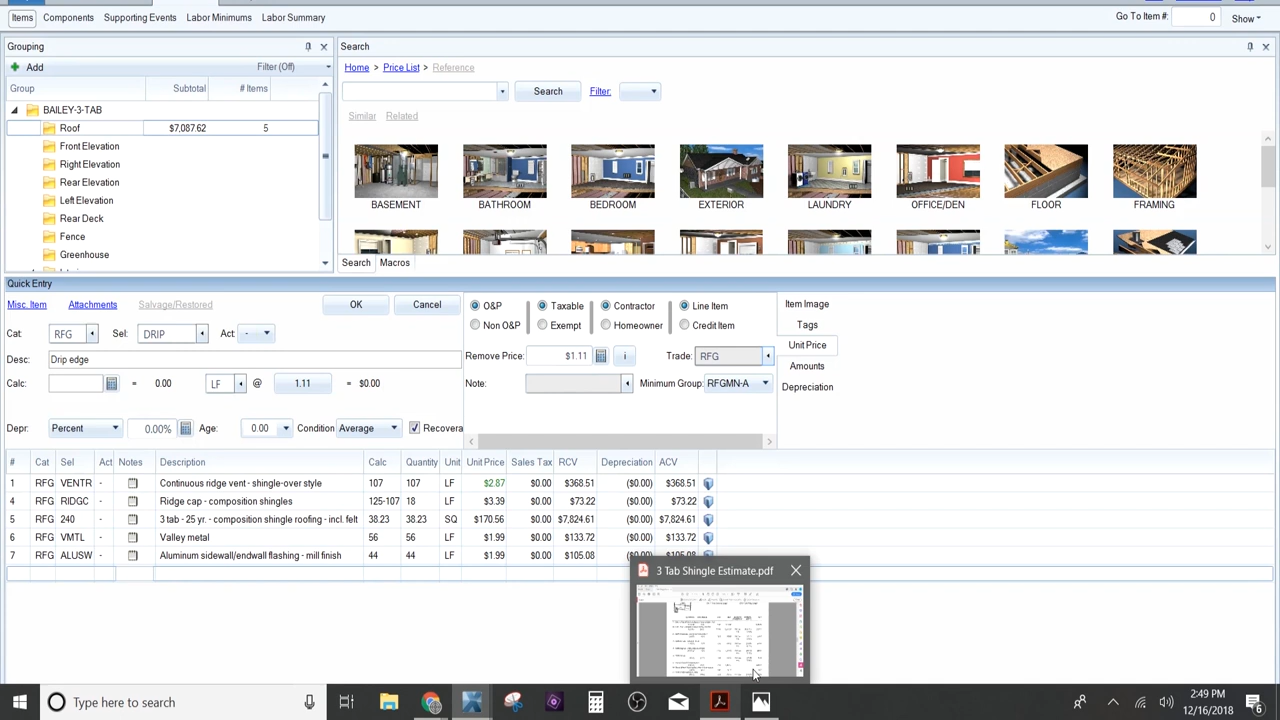 Items Components Supporting Events Labor Minimums Labor Summary Go To Item #: 0 Show
Grouping Search
Add Filter (Off) Home > Price List > Reference
Group Subtotal # Items Search Filter:
BAILEY-3-TAB Similar Related
Roof $7,087.62 5
Front Elevation
Right Elevation
Rear Elevation
Left Elevation BASEMENT BATHROOM BEDROOM EXTERIOR LAUNDRY OFFICE/DEN FLOOR FRAMING
Rear Deck
Fence
Greenhouse
Search Macros
Quick Entry
Misc. Item Attachments Salvage/Restored OK Cancel O&P Taxable Contractor Line Item Item Image
Non O&P Exempt Homeowner Credit Item Tags
Cat: RFG Sel: DRIP Act: - Unit Price
Desc: Drip edge Remove Price: $1.11 i Trade: RFG Amounts
Calc: = 0.00 LF @ 1.11 = $0.00 Note: Minimum Group: RFGMN-A Depreciation
Depr: Percent 0.00% Age: 0.00 Condition Average Recovera
# Cat Sel Act Notes Description Calc Quantity Unit Unit Price Sales Tax RCV Depreciation ACV
1 RFG VENTR - Continuous ridge vent - shingle-over style 107 107 LF $2.87 $0.00 $368.51 ($0.00) $368.51
4 RFG RIDGC - Ridge cap - composition shingles 125-107 18 LF $3.39 $0.00 $73.22 ($0.00) $73.22
5 RFG 240 - 3 tab - 25 yr. - composition shingle roofing - incl. felt 38.23 38.23 SQ $170.56 $0.00 $7,824.61 ($0.00) $7,824.61
6 RFG VMTL - Valley metal 56 56 LF $1.99 $0.00 $133.72 ($0.00) $133.72
7 RFG ALUSW - Aluminum sidewall/endwall flashing - mill finish 44 44 LF $1.99 $0.00 $105.08 ($0.00) $105.08
3 Tab Shingle Estimate.pdf
Type here to search
2:49 PM
12/16/2018
6